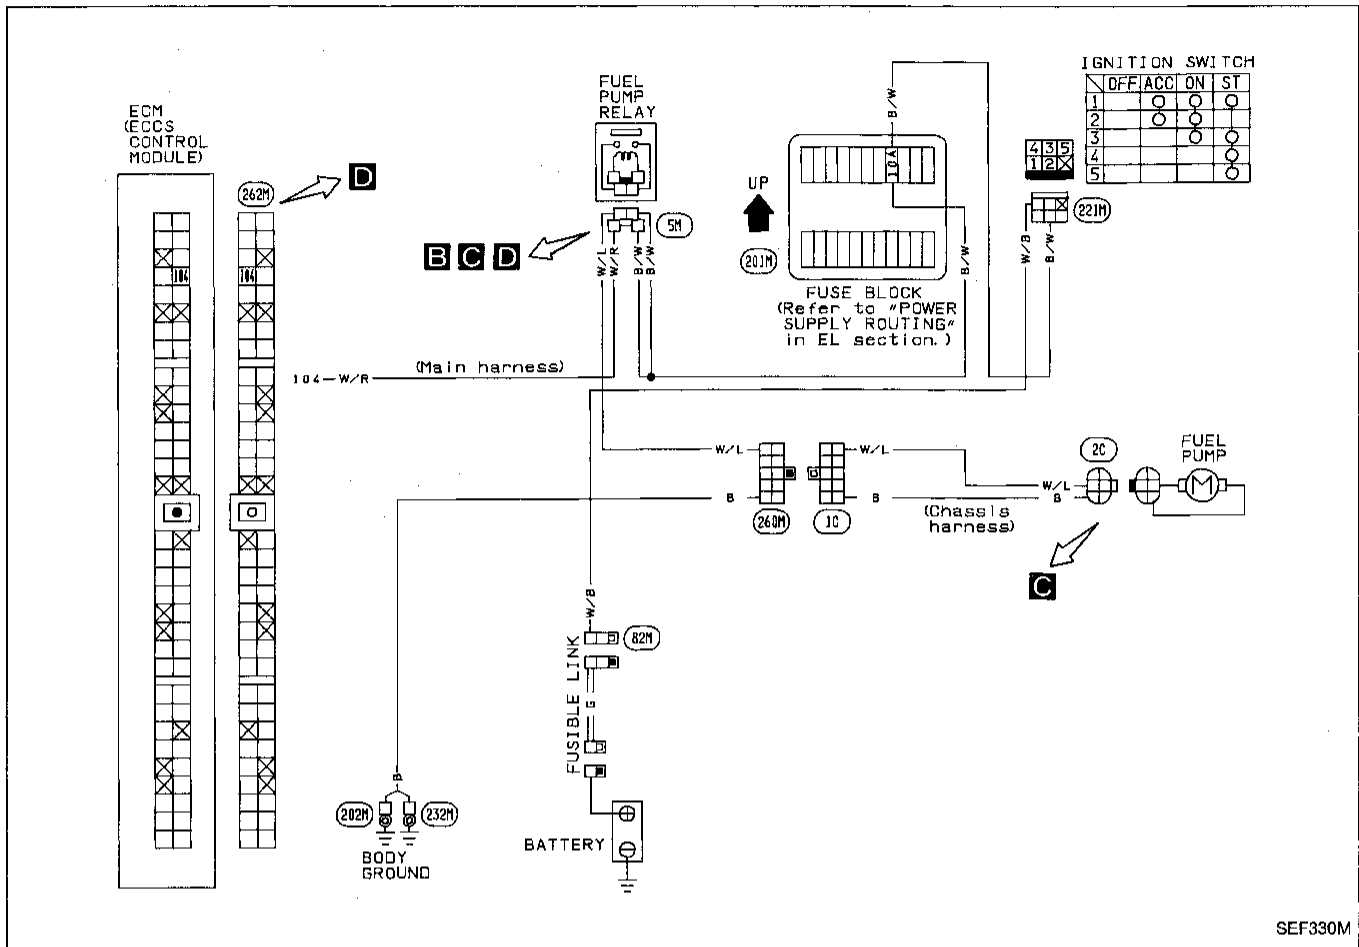 IGNITION SWITCH
OFF ACC ON ST
1
2
3
4
5
4 3 5
1 2
221M
FUEL
PUMP
RELAY
5M
ECM
(ECCS
CONTROL
MODULE)
262M
D
B C D
104
104
UP
10A
201M
FUSE BLOCK
(Refer to "POWER
SUPPLY ROUTING"
in EL section.)
B/W
B/W
W/B
B/W
W/L
W/R
B/W
B/W
104-W/R
(Main harness)
W/L
B
260M
1C
W/L
B
(Chassis
harness)
W/L
B
2C
FUEL
PUMP
M
C
W/B
82M
FUSIBLE LINK
G
B
202M
232M
BODY
GROUND
BATTERY
SEF330M